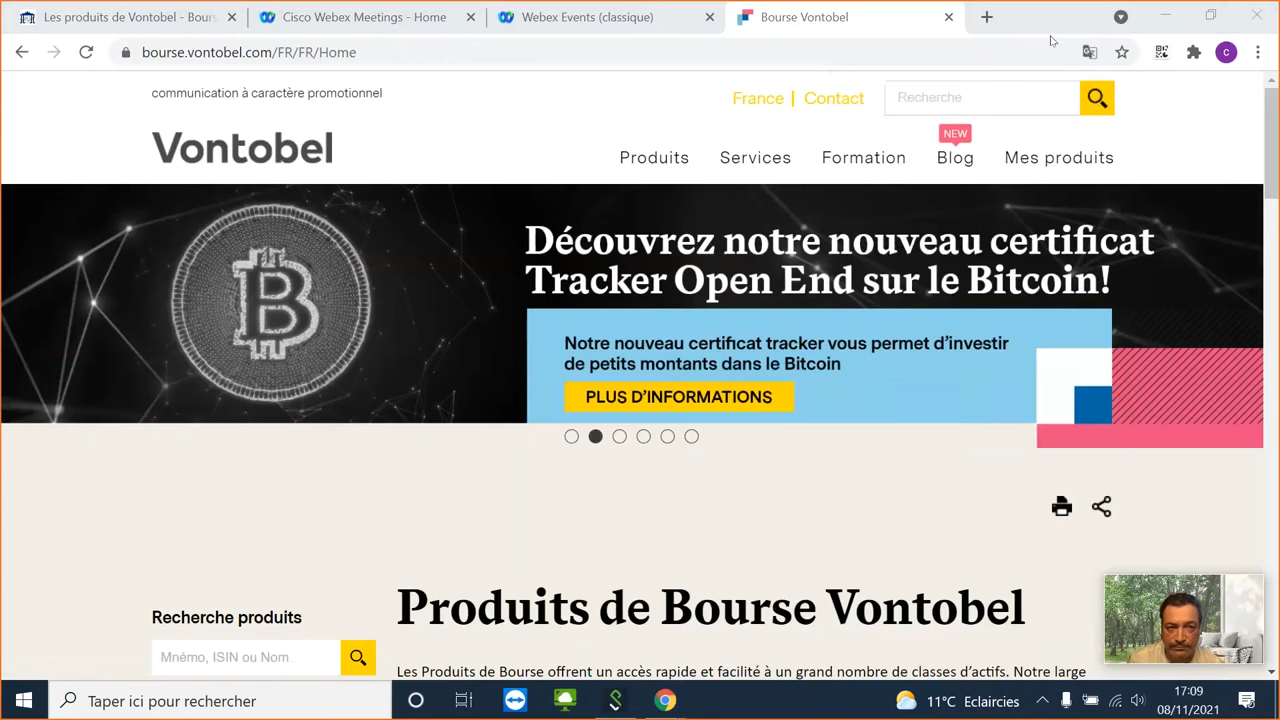 Les produits de Vontobel - Bours
Cisco Webex Meetings - Home
Webex Events (classique)
Bourse Vontobel
bourse.vontobel.com/FR/FR/Home
c
communication à caractère promotionnel
France | Contact
Recherche
Vontobel
NEW
Produits
Services
Formation
Blog
Mes produits
Découvrez notre nouveau certificat
Tracker Open End sur le Bitcoin!
Notre nouveau certificat tracker vous permet d'investir
de petits montants dans le Bitcoin
PLUS D'INFORMATIONS
Produits de Bourse Vontobel
Recherche produits
Mnémo, ISIN ou Nom
Les Produits de Bourse offrent un accès rapide et facilité à un grand nombre de classes d'actifs. Notre large
Taper ici pour rechercher
11°C Eclaircies
17:09
08/11/2021